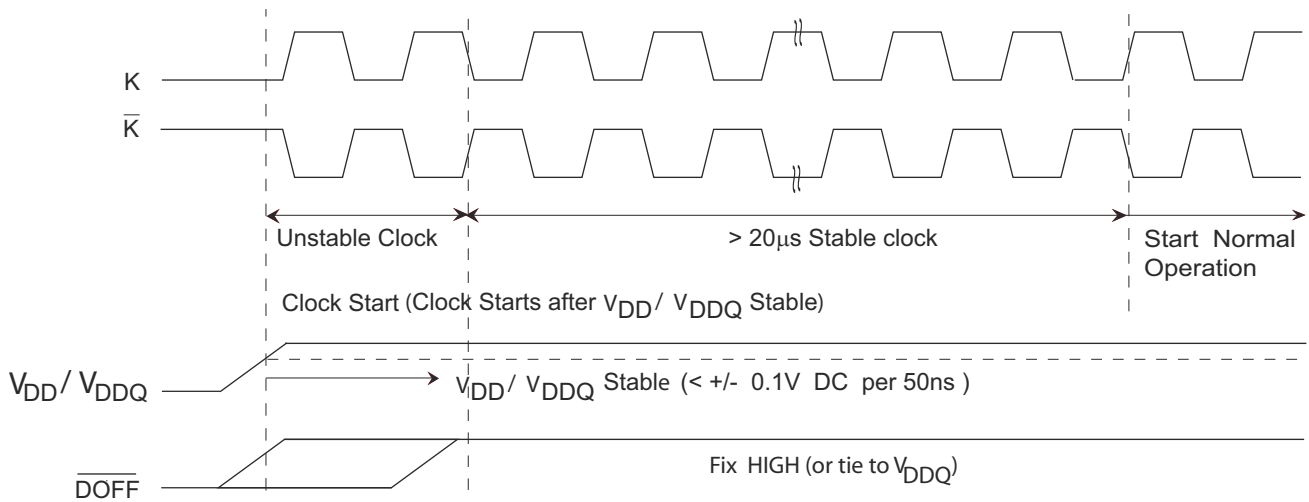 K
K̅
Unstable Clock
> 20μs Stable clock
Start Normal
Operation
Clock Start (Clock Starts after VDD / VDDQ Stable)
VDD / VDDQ
VDD / VDDQ Stable (< +/- 0.1V DC per 50ns )
Fix HIGH (or tie to VDDQ)
D̅O̅F̅F̅